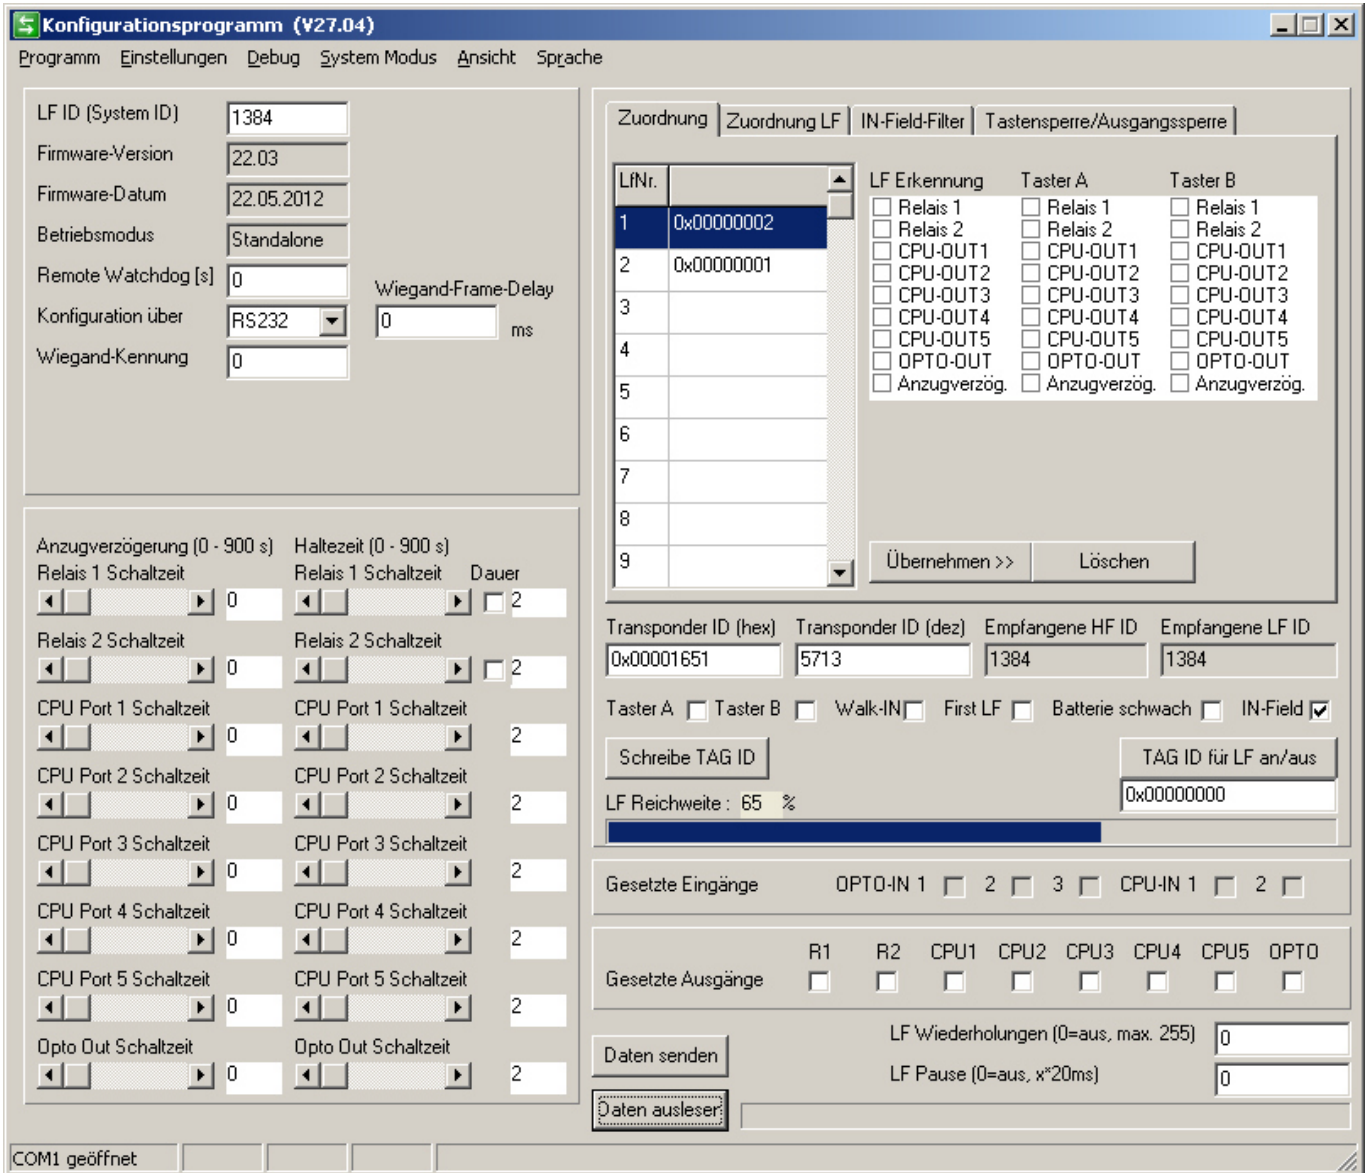 Konfigurationsprogramm (V27.04)
Programm Einstellungen Debug System Modus Ansicht Sprache
LF ID (System ID) 1384
Firmware-Version 22.03
Firmware-Datum 22.05.2012
Betriebsmodus Standalone
Remote Watchdog [s] 0
Konfiguration über RS232
Wiegand-Kennung 0
Wiegand-Frame-Delay
0 ms
Anzugverzögerung (0 - 900 s) Haltezeit (0 - 900 s)
Relais 1 Schaltzeit Relais 1 Schaltzeit Dauer
0 2
Relais 2 Schaltzeit Relais 2 Schaltzeit
0 2
CPU Port 1 Schaltzeit CPU Port 1 Schaltzeit
0 2
CPU Port 2 Schaltzeit CPU Port 2 Schaltzeit
0 2
CPU Port 3 Schaltzeit CPU Port 3 Schaltzeit
0 2
CPU Port 4 Schaltzeit CPU Port 4 Schaltzeit
0 2
CPU Port 5 Schaltzeit CPU Port 5 Schaltzeit
0 2
Opto Out Schaltzeit Opto Out Schaltzeit
0 2
Zuordnung Zuordnung LF IN-Field-Filter Tastensperre/Ausgangssperre
LfNr.
1 0x00000002
2 0x00000001
3
4
5
6
7
8
9
LF Erkennung Taster A Taster B
Relais 1 Relais 1 Relais 1
Relais 2 Relais 2 Relais 2
CPU-OUT1 CPU-OUT1 CPU-OUT1
CPU-OUT2 CPU-OUT2 CPU-OUT2
CPU-OUT3 CPU-OUT3 CPU-OUT3
CPU-OUT4 CPU-OUT4 CPU-OUT4
CPU-OUT5 CPU-OUT5 CPU-OUT5
OPTO-OUT OPTO-OUT OPTO-OUT
Anzugverzög. Anzugverzög. Anzugverzög.
Übernehmen >> Löschen
Transponder ID (hex) Transponder ID (dez) Empfangene HF ID Empfangene LF ID
0x00001651 5713 1384 1384
Taster A Taster B Walk-IN First LF Batterie schwach IN-Field
Schreibe TAG ID TAG ID für LF an/aus
LF Reichweite : 65 % 0x00000000
Gesetzte Eingänge OPTO-IN 1 2 3 CPU-IN 1 2
R1 R2 CPU1 CPU2 CPU3 CPU4 CPU5 OPTO
Gesetzte Ausgänge
Daten senden
LF Wiederholungen (0=aus, max. 255) 0
LF Pause (0=aus, x*20ms) 0
Daten auslesen
COM1 geöffnet